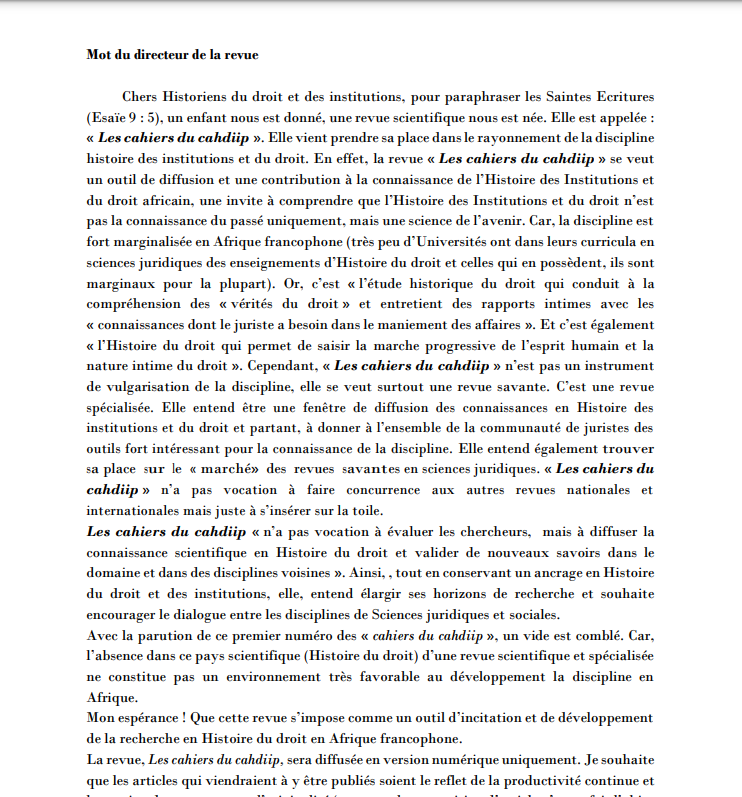 Mot du directeur de la revue
Chers Historiens du droit et des institutions, pour paraphraser les Saintes Ecritures
(Esaïe 9 : 5), un enfant nous est donné, une revue scientifique nous est née. Elle est appelée :
« Les cahiers du cahdiip ». Elle vient prendre sa place dans le rayonnement de la discipline
histoire des institutions et du droit. En effet, la revue « Les cahiers du cahdiip » se veut
un outil de diffusion et une contribution à la connaissance de l’Histoire des Institutions et
du droit africain, une invite à comprendre que l’Histoire des Institutions et du droit n’est
pas la connaissance du passé uniquement, mais une science de l’avenir. Car, la discipline est
fort marginalisée en Afrique francophone (très peu d’Universités ont dans leurs curricula en
sciences juridiques des enseignements d’Histoire du droit et celles qui en possèdent, ils sont
marginaux pour la plupart). Or, c’est « l’étude historique du droit qui conduit à la
compréhension des « vérités du droit » et entretient des rapports intimes avec les
« connaissances dont le juriste a besoin dans le maniement des affaires ». Et c’est également
« l’Histoire du droit qui permet de saisir la marche progressive de l’esprit humain et la
nature intime du droit ». Cependant, « Les cahiers du cahdiip » n’est pas un instrument
de vulgarisation de la discipline, elle se veut surtout une revue savante. C’est une revue
spécialisée. Elle entend être une fenêtre de diffusion des connaissances en Histoire des
institutions et du droit et partant, à donner à l’ensemble de la communauté de juristes des
outils fort intéressant pour la connaissance de la discipline. Elle entend également trouver
sa place sur le « marché» des revues savantes en sciences juridiques. « Les cahiers du
cahdiip » n’a pas vocation à faire concurrence aux autres revues nationales et
internationales mais juste à s’insérer sur la toile.
Les cahiers du cahdiip « n’a pas vocation à évaluer les chercheurs, mais à diffuser la
connaissance scientifique en Histoire du droit et valider de nouveaux savoirs dans le
domaine et dans des disciplines voisines ». Ainsi, , tout en conservant un ancrage en Histoire
du droit et des institutions, elle, entend élargir ses horizons de recherche et souhaite
encourager le dialogue entre les disciplines de Sciences juridiques et sociales.
Avec la parution de ce premier numéro des « cahiers du cahdiip », un vide est comblé. Car,
l’absence dans ce pays scientifique (Histoire du droit) d’une revue scientifique et spécialisée
ne constitue pas un environnement très favorable au développement la discipline en
Afrique.
Mon espérance ! Que cette revue s’impose comme un outil d’incitation et de développement
de la recherche en Histoire du droit en Afrique francophone.
La revue, Les cahiers du cahdiip, sera diffusée en version numérique uniquement. Je souhaite
que les articles qui viendraient à y être publiés soient le reflet de la productivité continue et